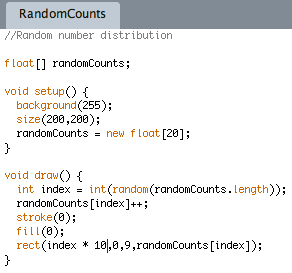 RandomCounts
//Random number distribution
float[] randomCounts;
void setup() {
background(255);
size(200,200);
randomCounts = new float[20];
}
void draw() {
int index = int(random(randomCounts.length));
randomCounts[index]++;
stroke(0);
fill(0);
rect(index * 10,0,9,randomCounts[index]);
}